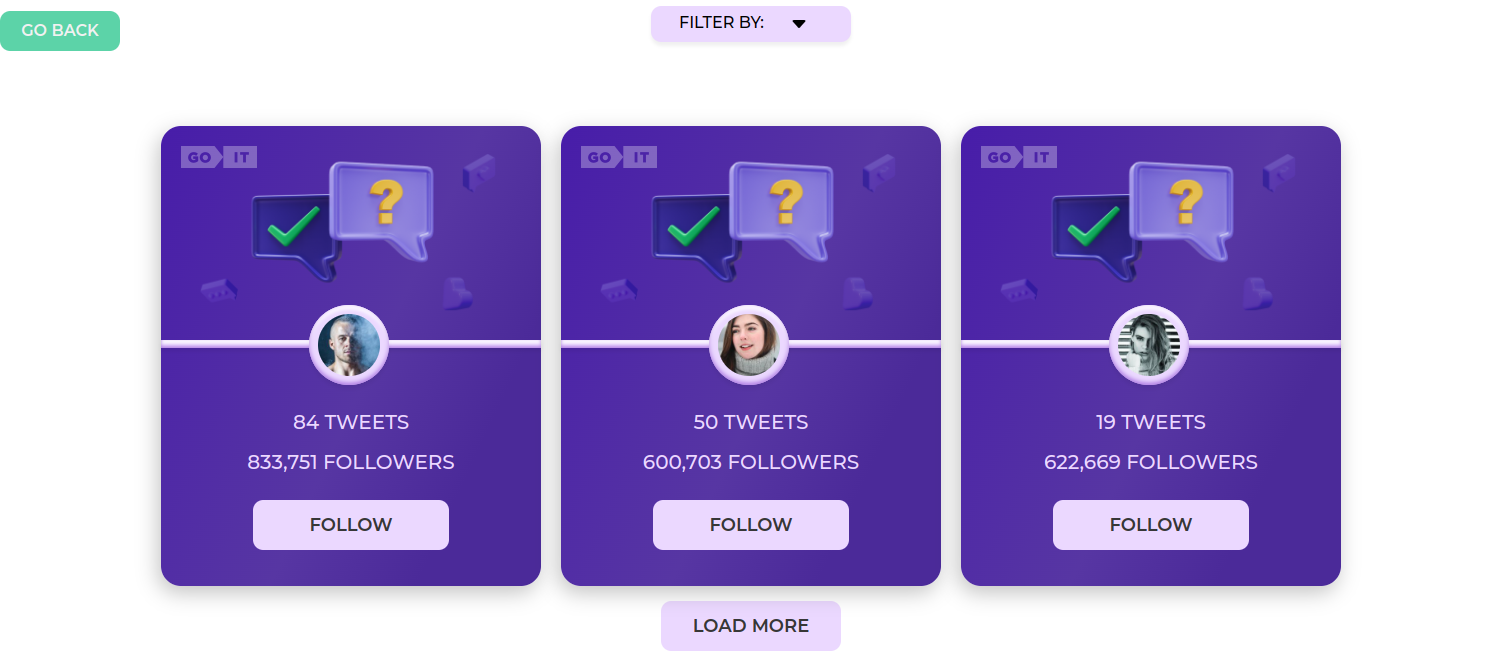 GO BACK
FILTER BY:
GO IT
?
84 TWEETS
833,751 FOLLOWERS
FOLLOW
GO IT
?
50 TWEETS
600,703 FOLLOWERS
FOLLOW
GO IT
?
19 TWEETS
622,669 FOLLOWERS
FOLLOW
LOAD MORE